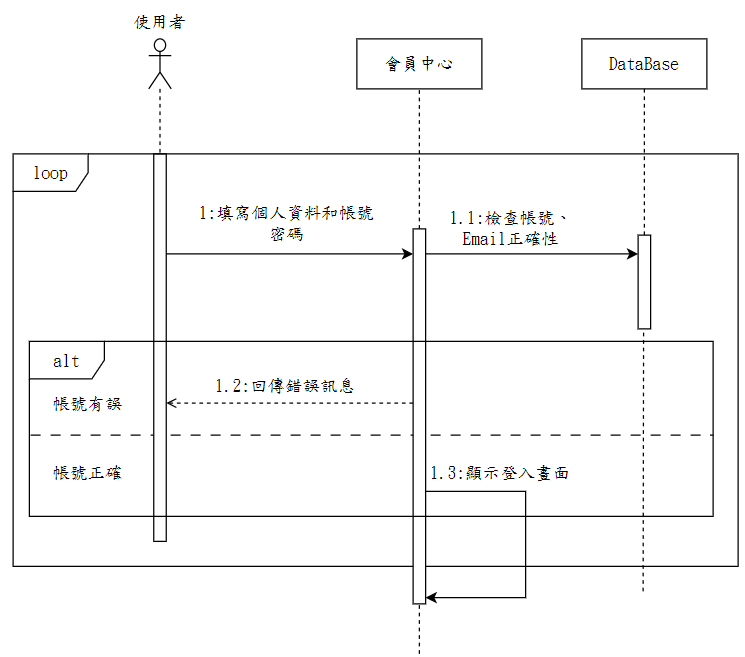 使用者
會員中心
DataBase
loop
1:填寫個人資料和帳號
密碼
1.1:檢查帳號、
Email正確性
alt
1.2:回傳錯誤訊息
帳號有誤
帳號正確
1.3:顯示登入畫面